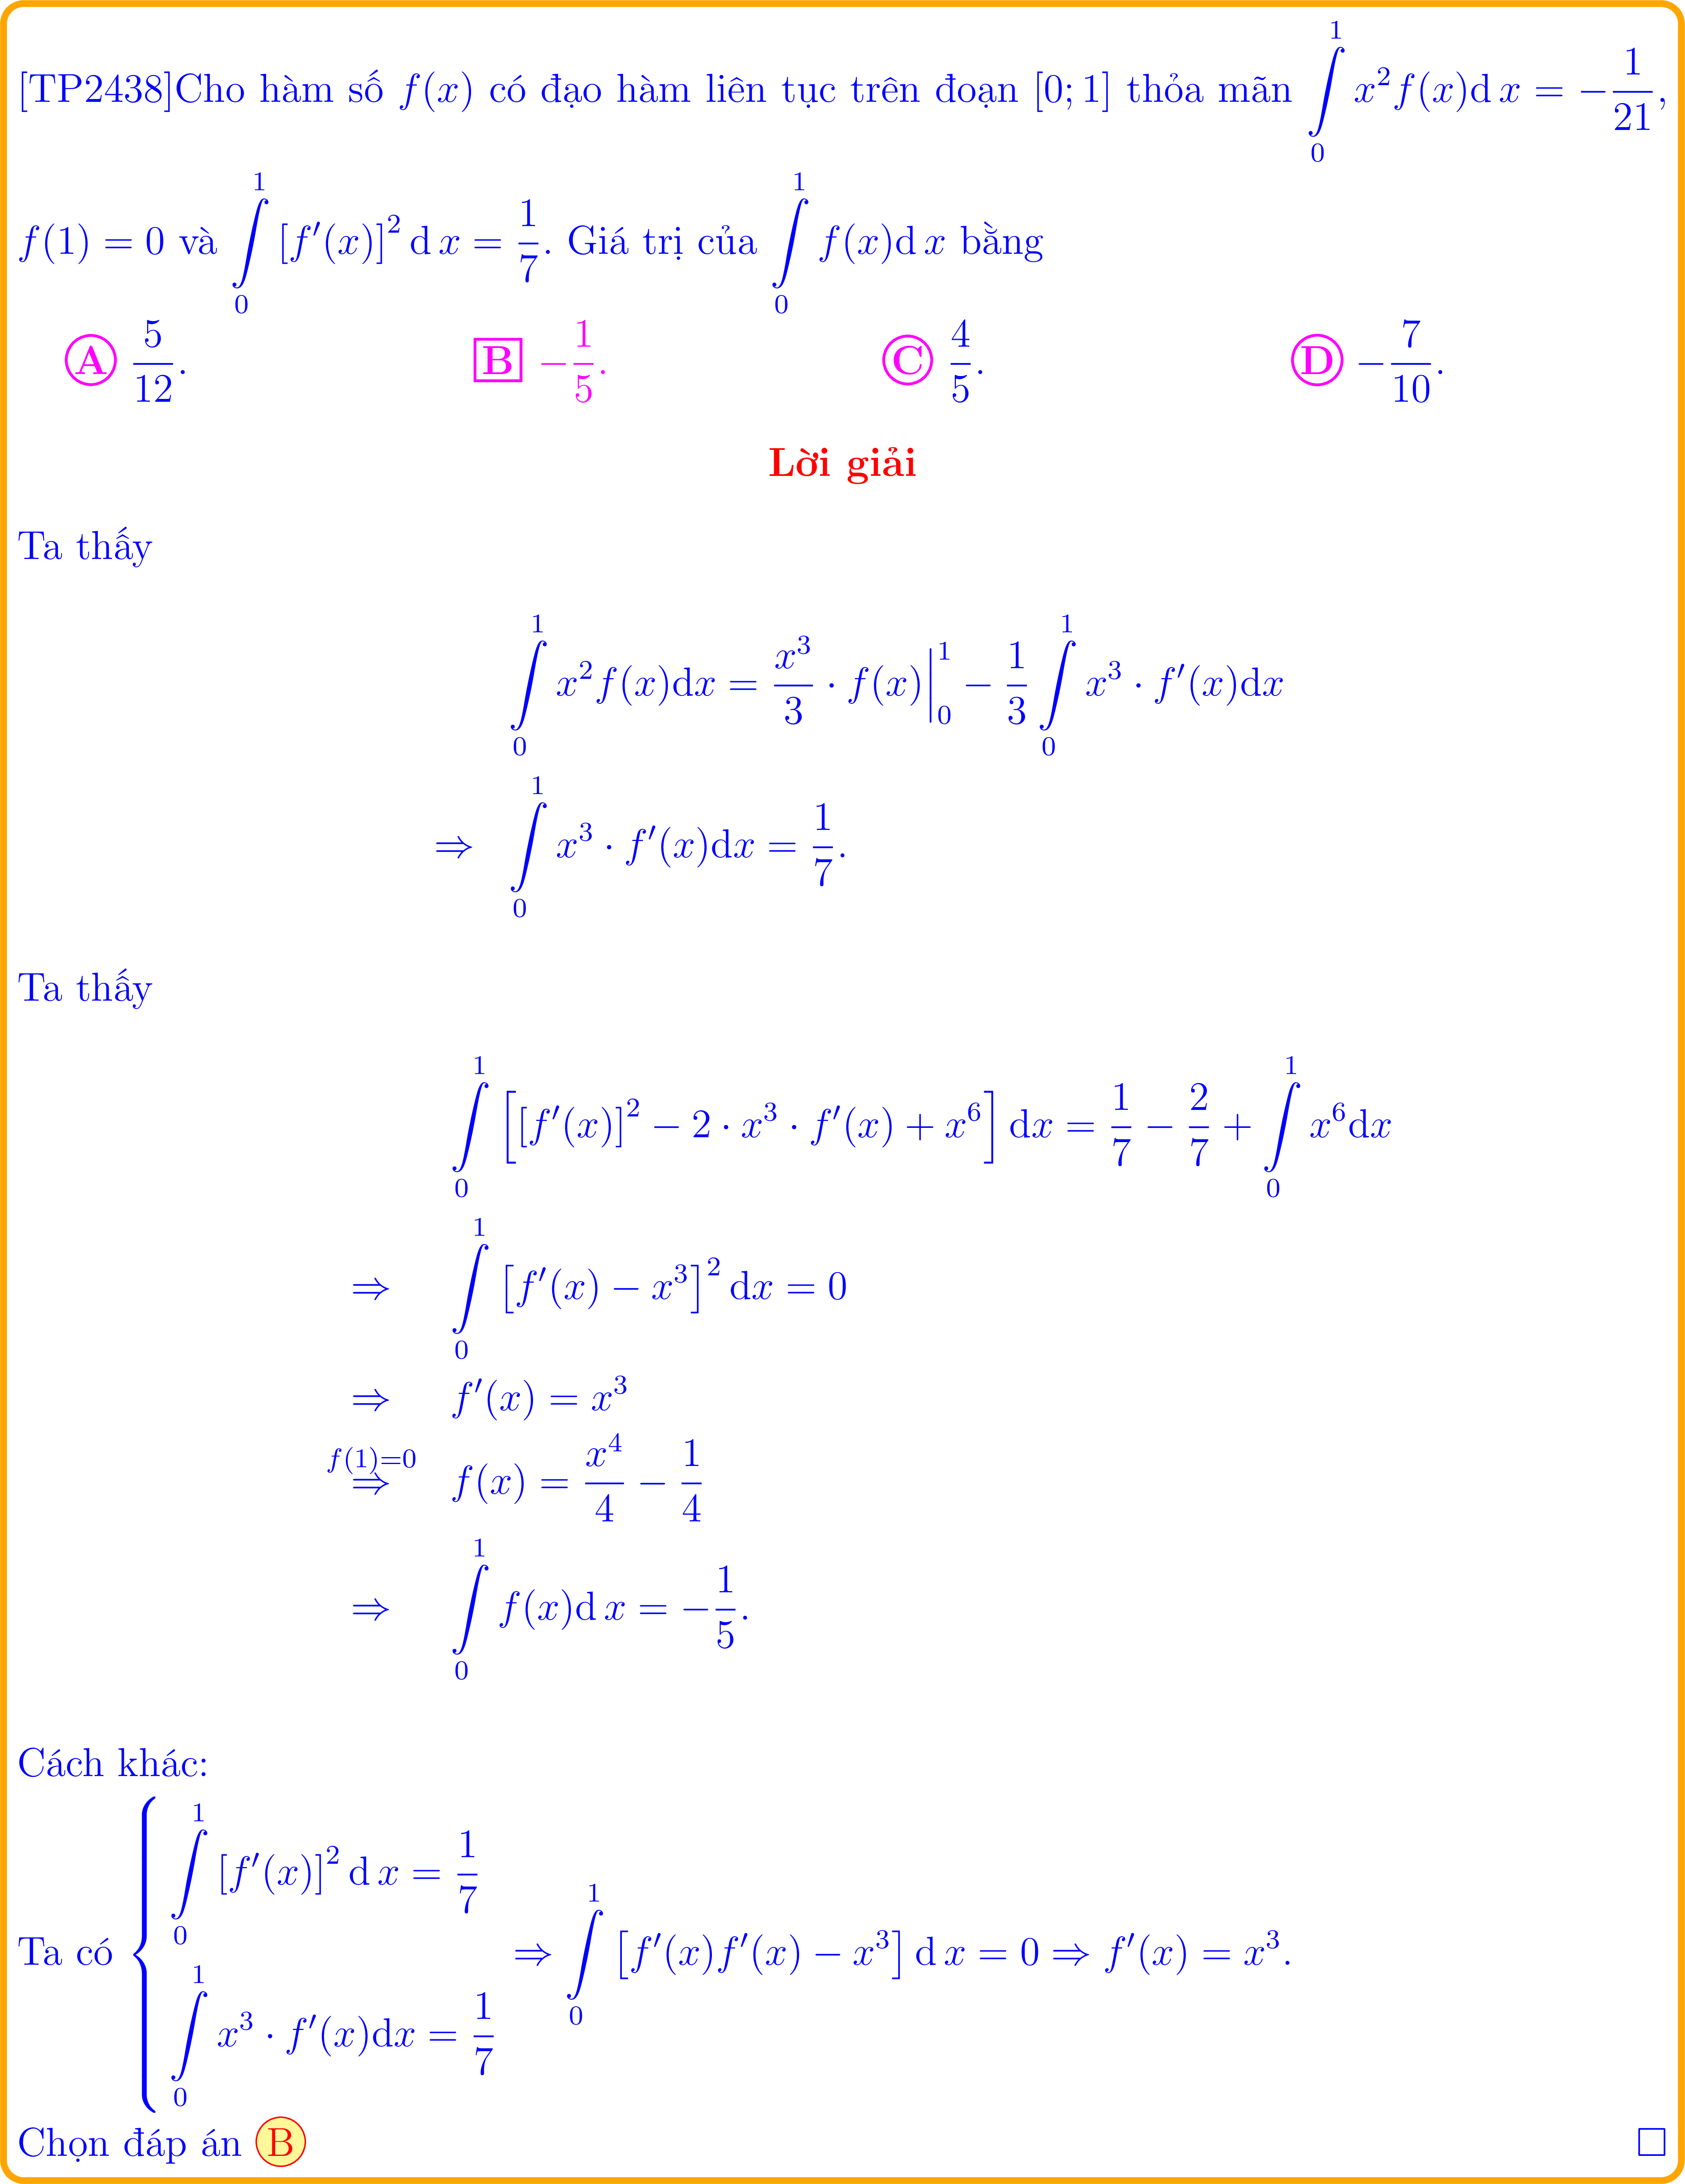 [TP2438]Cho hàm số $f(x)$ có đạo hàm liên tục trên đoạn $[0;1]$ thỏa mãn $\int\limits_0^1 x^2 f(x)\mathrm{d}\,x = -\frac{1}{21}$,
$f(1) = 0$ và $\int\limits_0^1 [f'(x)]^2\,\mathrm{d}\,x = \frac{1}{7}$. Giá trị của $\int\limits_0^1 f(x)\mathrm{d}\,x$ bằng
A $\frac{5}{12}$. B $-\frac{1}{5}$. C $\frac{4}{5}$. D $-\frac{7}{10}$.
Lời giải
Ta thấy
$\int\limits_0^1 x^2 f(x)\mathrm{d}x = \frac{x^3}{3} \cdot f(x)\Big|_0^1 - \frac{1}{3}\int\limits_0^1 x^3 \cdot f'(x)\mathrm{d}x$
$\Rightarrow \int\limits_0^1 x^3 \cdot f'(x)\mathrm{d}x = \frac{1}{7}.$
Ta thấy
$\int\limits_0^1 \left[[f'(x)]^2 - 2 \cdot x^3 \cdot f'(x) + x^6\right]\mathrm{d}x = \frac{1}{7} - \frac{2}{7} + \int\limits_0^1 x^6\mathrm{d}x$
$\Rightarrow \int\limits_0^1 \left[f'(x) - x^3\right]^2\mathrm{d}x = 0$
$\Rightarrow f'(x) = x^3$
$\overset{f(1)=0}{\Rightarrow} f(x) = \frac{x^4}{4} - \frac{1}{4}$
$\Rightarrow \int\limits_0^1 f(x)\mathrm{d}\,x = -\frac{1}{5}.$
Cách khác:
Ta có $\begin{cases} \int\limits_0^1 [f'(x)]^2\,\mathrm{d}\,x = \frac{1}{7} \\ \int\limits_0^1 x^3 \cdot f'(x)\mathrm{d}x = \frac{1}{7} \end{cases} \Rightarrow \int\limits_0^1 \left[f'(x)f'(x) - x^3\right]\mathrm{d}\,x = 0 \Rightarrow f'(x) = x^3.$
Chọn đáp án B □